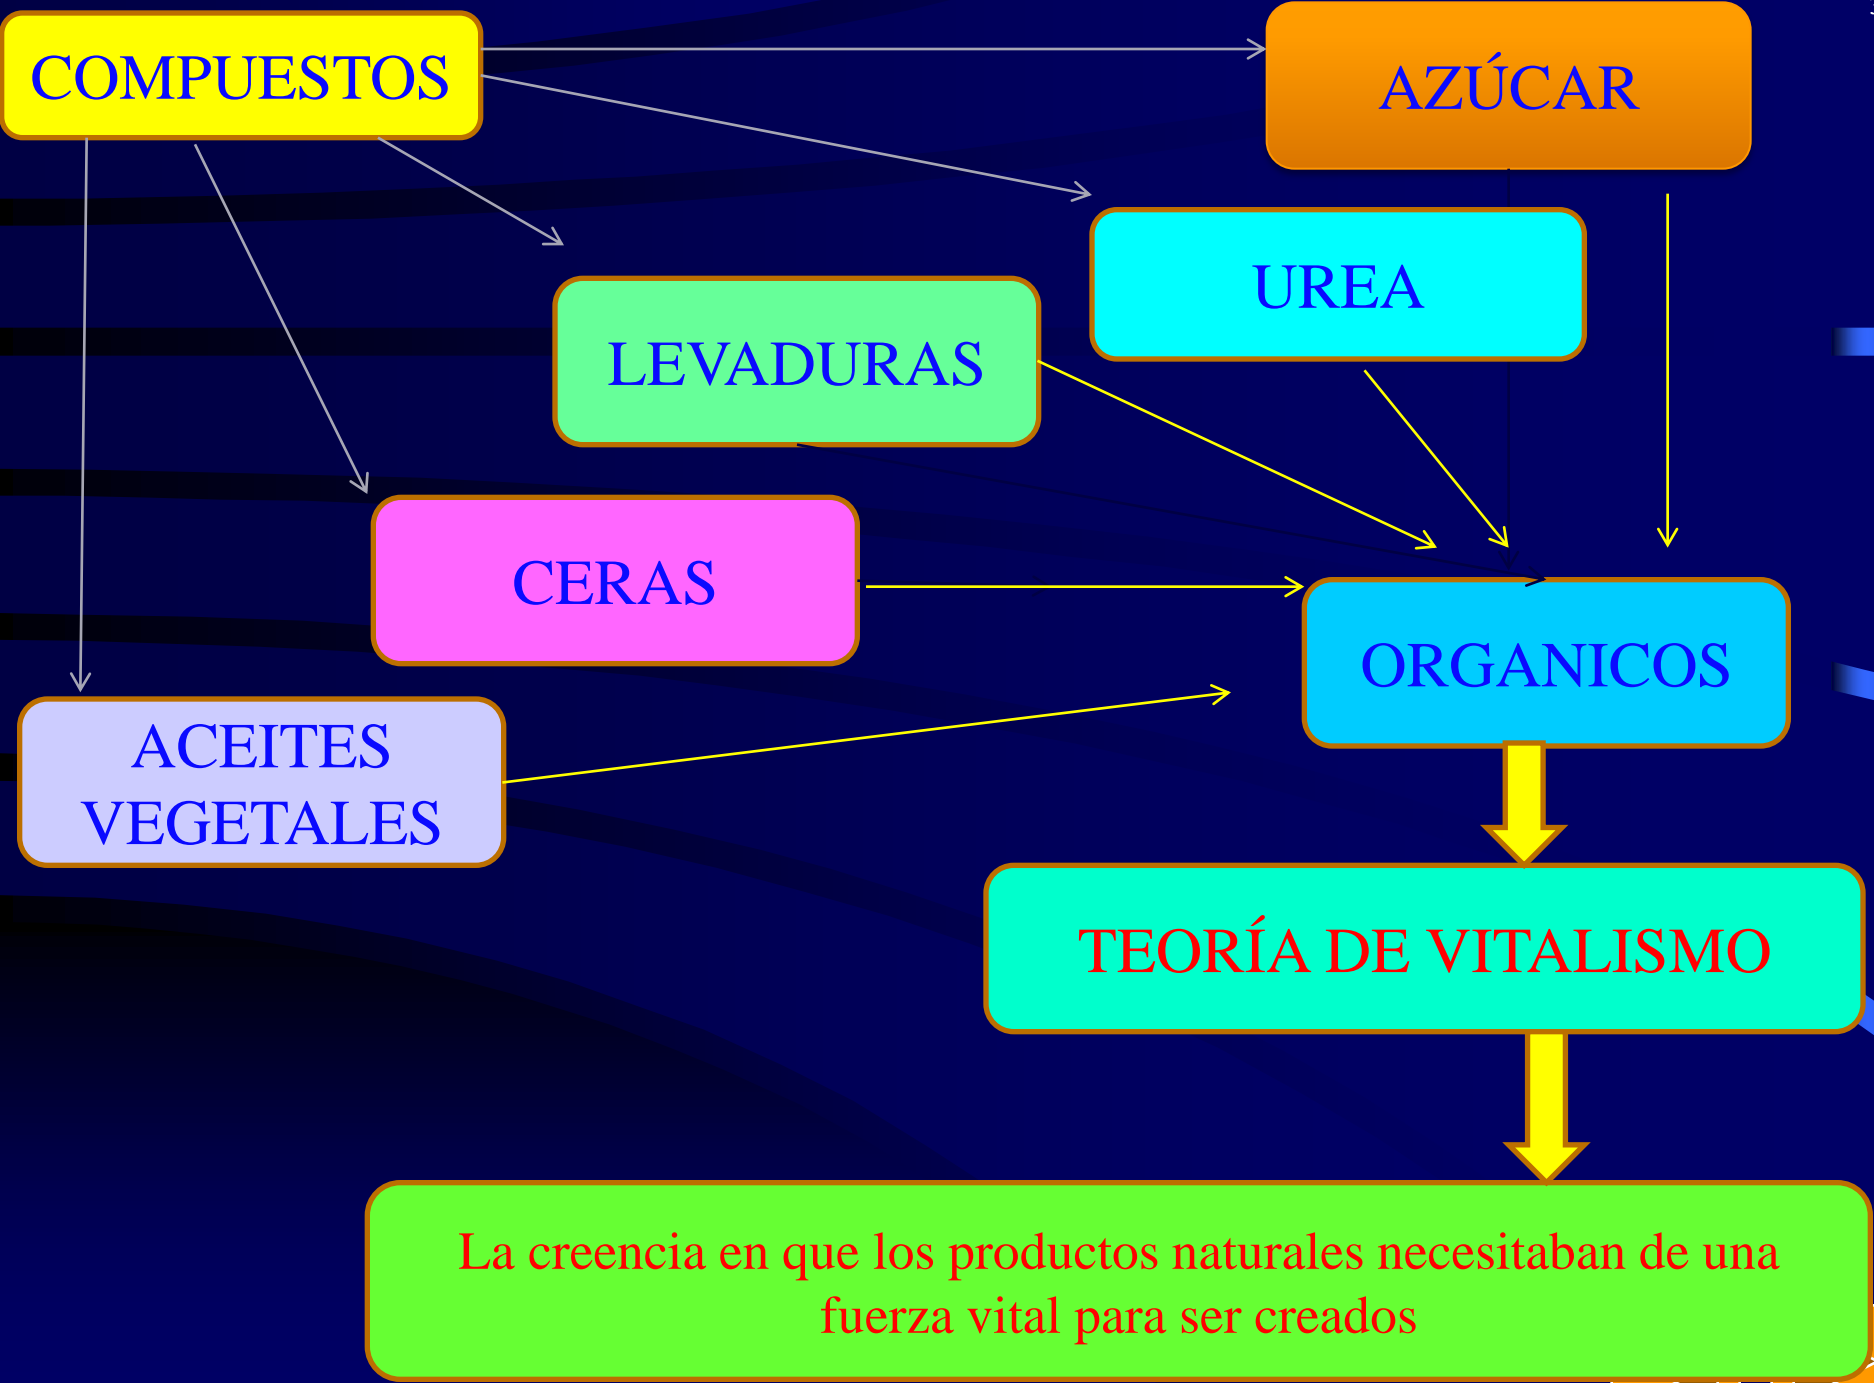 COMPUESTOS
AZÚCAR
UREA
LEVADURAS
CERAS
ORGANICOS
ACEITES
VEGETALES
TEORÍA DE VITALISMO
La creencia en que los productos naturales necesitaban de una
fuerza vital para ser creados